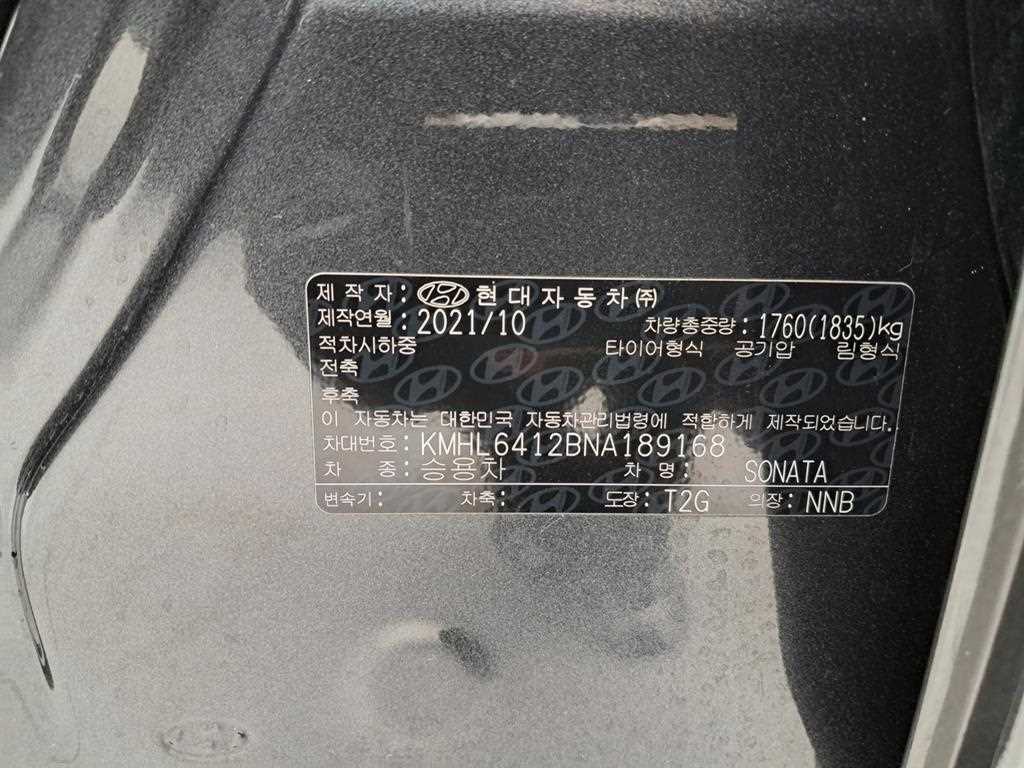 제 작 자 : 현대자동차㈜
제작연월 : 2021/10 차량총중량 : 1760(1835)kg
적차시하중 타이어형식 공기압 림형식
전축
후축
이 자동차는 대한민국 자동차관리법령에 적합하게 제작되었습니다.
차대번호 : KMHL6412BNA189168
차 종 : 승용차 차 명 : SONATA
변속기 : 차축 : 도장 : T2G 의장 : NNB